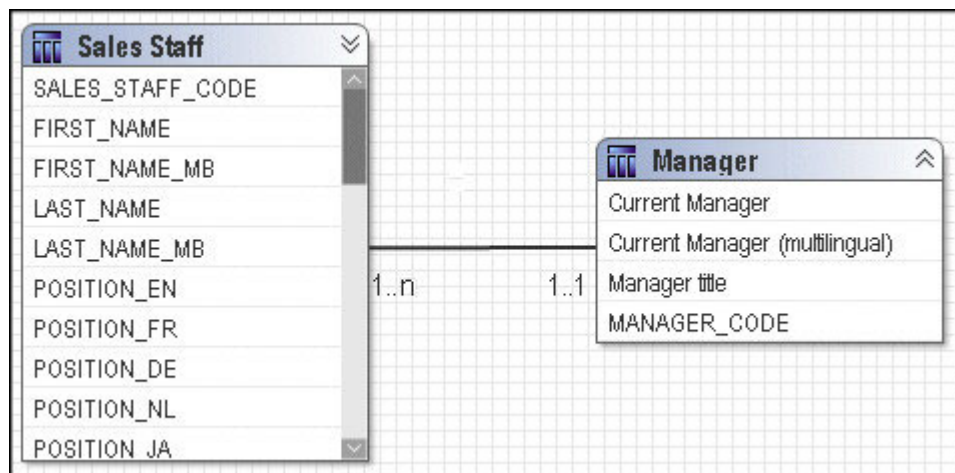 Sales Staff
SALES_STAFF_CODE
FIRST_NAME
FIRST_NAME_MB
LAST_NAME
LAST_NAME_MB
POSITION_EN
POSITION_FR
POSITION_DE
POSITION_NL
POSITION_JA
1..n
1..1
Manager
Current Manager
Current Manager (multilingual)
Manager title
MANAGER_CODE